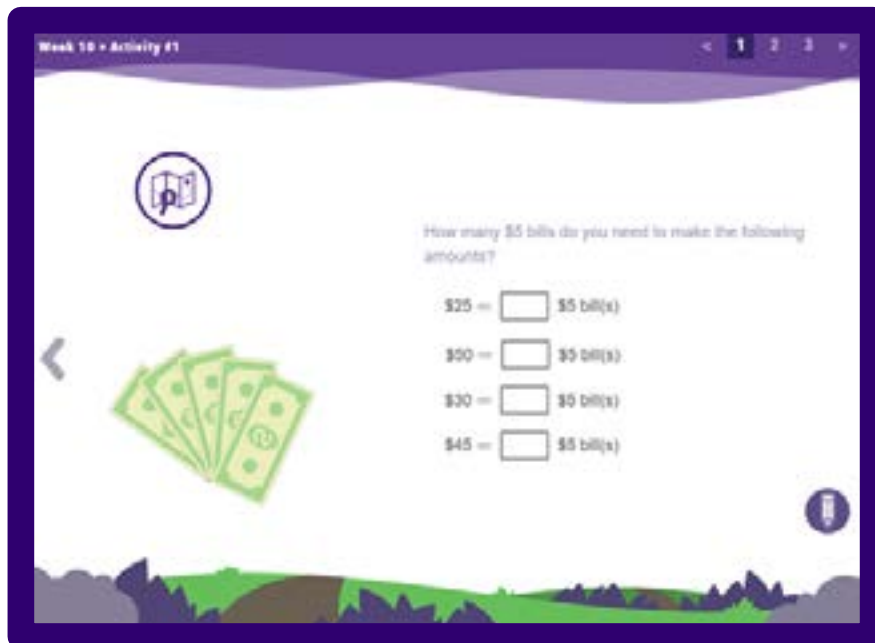 Week 10 • Activity #1
< 1 2 3 >
How many $5 bills do you need to make the following
amounts?
$25 = $5 bill(s)
$50 = $5 bill(s)
$30 = $5 bill(s)
$45 = $5 bill(s)